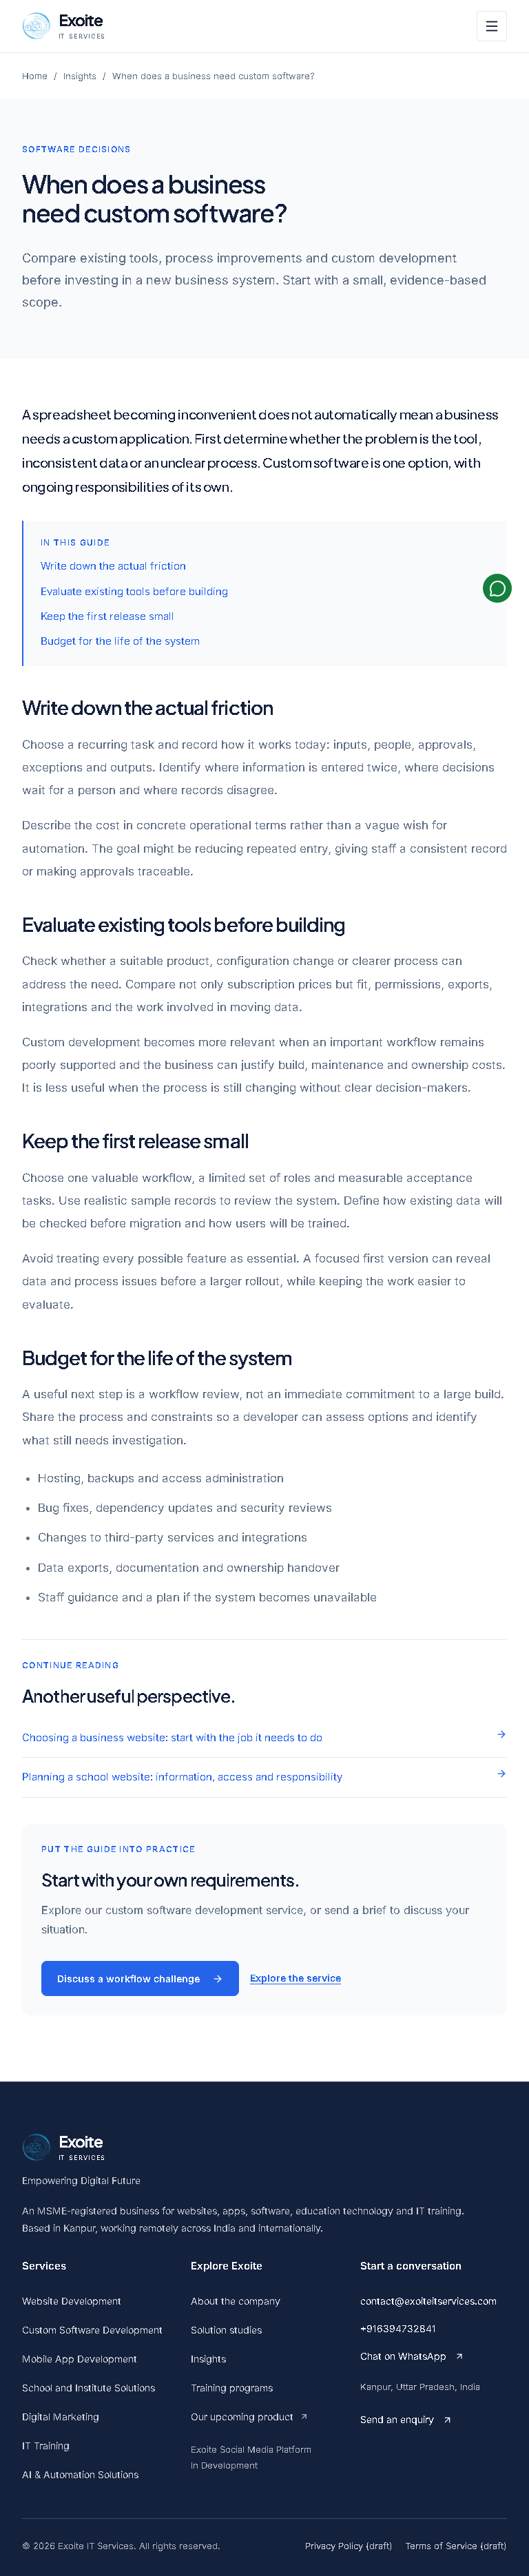 Exoite
IT SERVICES
Home / Insights / When does a business need custom software?
SOFTWARE DECISIONS
When does a business
need custom software?
Compare existing tools, process improvements and custom development
before investing in a new business system. Start with a small, evidence-based
scope.
A spreadsheet becoming inconvenient does not automatically mean a business
needs a custom application. First determine whether the problem is the tool,
inconsistent data or an unclear process. Custom software is one option, with
ongoing responsibilities of its own.
IN THIS GUIDE
Write down the actual friction
Evaluate existing tools before building
Keep the first release small
Budget for the life of the system
Write down the actual friction
Choose a recurring task and record how it works today: inputs, people, approvals,
exceptions and outputs. Identify where information is entered twice, where decisions
wait for a person and where records disagree.
Describe the cost in concrete operational terms rather than a vague wish for
automation. The goal might be reducing repeated entry, giving staff a consistent record
or making approvals traceable.
Evaluate existing tools before building
Check whether a suitable product, configuration change or clearer process can
address the need. Compare not only subscription prices but fit, permissions, exports,
integrations and the work involved in moving data.
Custom development becomes more relevant when an important workflow remains
poorly supported and the business can justify build, maintenance and ownership costs.
It is less useful when the process is still changing without clear decision-makers.
Keep the first release small
Choose one valuable workflow, a limited set of roles and measurable acceptance
tasks. Use realistic sample records to review the system. Define how existing data will
be checked before migration and how users will be trained.
Avoid treating every possible feature as essential. A focused first version can reveal
data and process issues before a larger rollout, while keeping the work easier to
evaluate.
Budget for the life of the system
A useful next step is a workflow review, not an immediate commitment to a large build.
Share the process and constraints so a developer can assess options and identify
what still needs investigation.
• Hosting, backups and access administration
• Bug fixes, dependency updates and security reviews
• Changes to third-party services and integrations
• Data exports, documentation and ownership handover
• Staff guidance and a plan if the system becomes unavailable
CONTINUE READING
Another useful perspective.
Choosing a business website: start with the job it needs to do →
Planning a school website: information, access and responsibility →
PUT THE GUIDE INTO PRACTICE
Start with your own requirements.
Explore our custom software development service, or send a brief to discuss your
situation.
Discuss a workflow challenge → Explore the service
Exoite
IT SERVICES
Empowering Digital Future
An MSME-registered business for websites, apps, software, education technology and IT training.
Based in Kanpur, working remotely across India and internationally.
Services
Website Development
Custom Software Development
Mobile App Development
School and Institute Solutions
Digital Marketing
IT Training
AI & Automation Solutions
Explore Exoite
About the company
Solution studies
Insights
Training programs
Our upcoming product ↗
Exoite Social Media Platform
In Development
Start a conversation
contact@exoiteitservices.com
+916394732841
Chat on WhatsApp ↗
Kanpur, Uttar Pradesh, India
Send an enquiry ↗
© 2026 Exoite IT Services. All rights reserved.
Privacy Policy (draft) Terms of Service (draft)